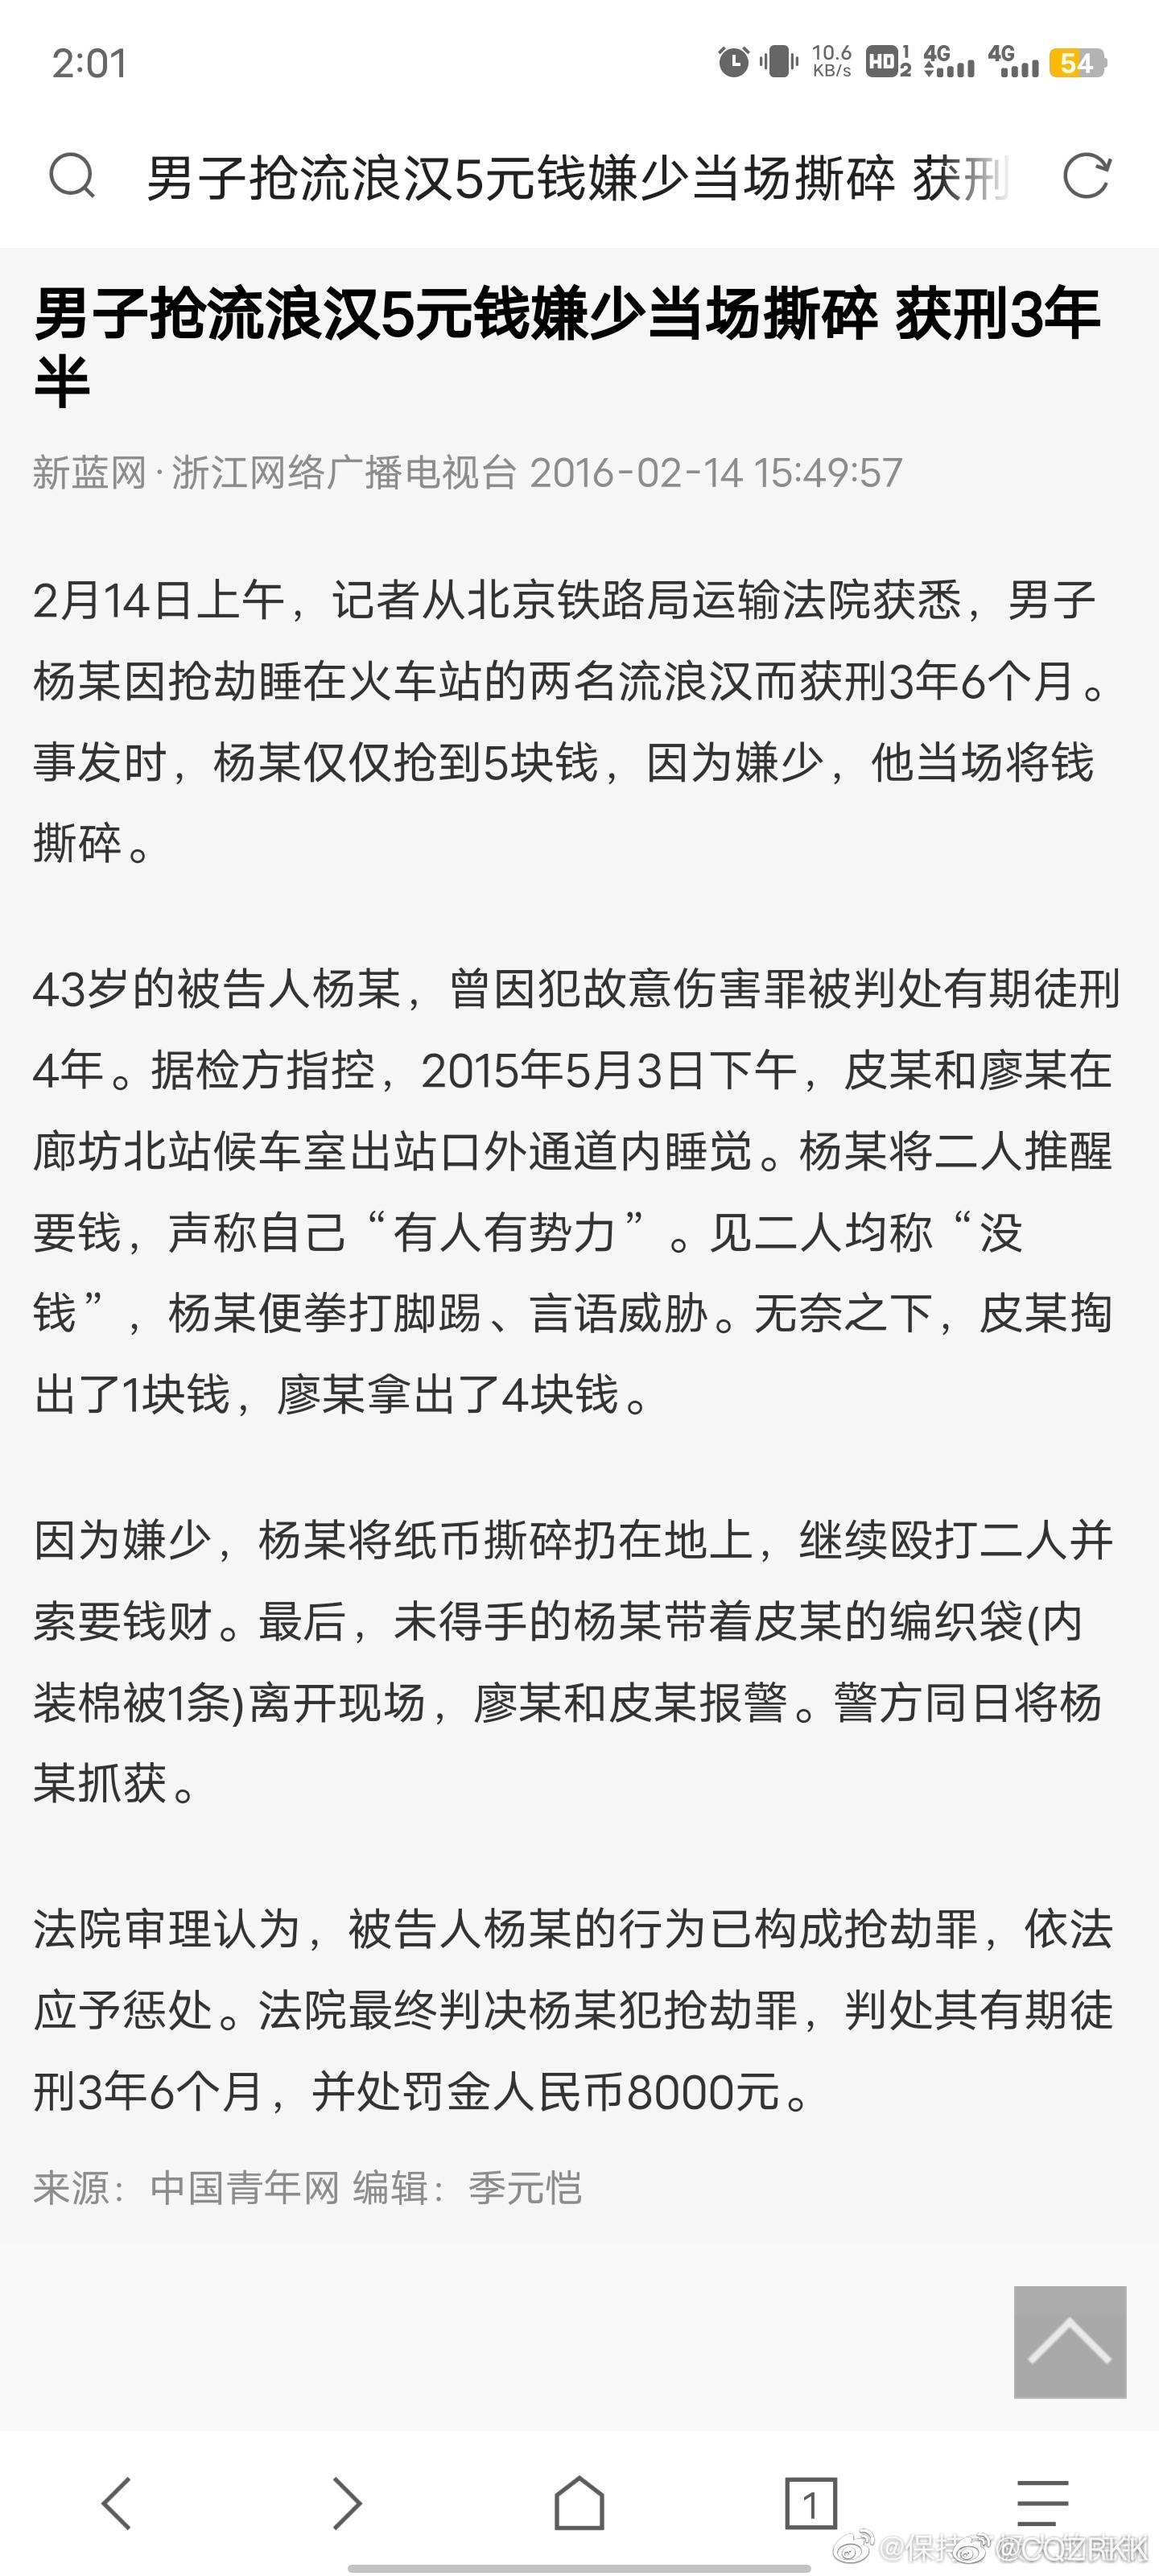 2:01
10.6
KB/s
HD 1
2
4G
4G
54
男子抢流浪汉5元钱嫌少当场撕碎 获刑
男子抢流浪汉5元钱嫌少当场撕碎 获刑3年
半
新蓝网·浙江网络广播电视台 2016-02-14 15:49:57
2月14日上午，记者从北京铁路局运输法院获悉，男子
杨某因抢劫睡在火车站的两名流浪汉而获刑3年6个月。
事发时，杨某仅仅抢到5块钱，因为嫌少，他当场将钱
撕碎。
43岁的被告人杨某，曾因犯故意伤害罪被判处有期徒刑
4年。据检方指控，2015年5月3日下午，皮某和廖某在
廊坊北站候车室出站口外通道内睡觉。杨某将二人推醒
要钱，声称自己“有人有势力”。见二人均称“没
钱”，杨某便拳打脚踢、言语威胁。无奈之下，皮某掏
出了1块钱，廖某拿出了4块钱。
因为嫌少，杨某将纸币撕碎扔在地上，继续殴打二人并
索要钱财。最后，未得手的杨某带着皮某的编织袋(内
装棉被1条)离开现场，廖某和皮某报警。警方同日将杨
某抓获。
法院审理认为，被告人杨某的行为已构成抢劫罪，依法
应予惩处。法院最终判决杨某犯抢劫罪，判处其有期徒
刑3年6个月，并处罚金人民币8000元。
来源：中国青年网 编辑：季元恺
1
@保持
@CQZRKK